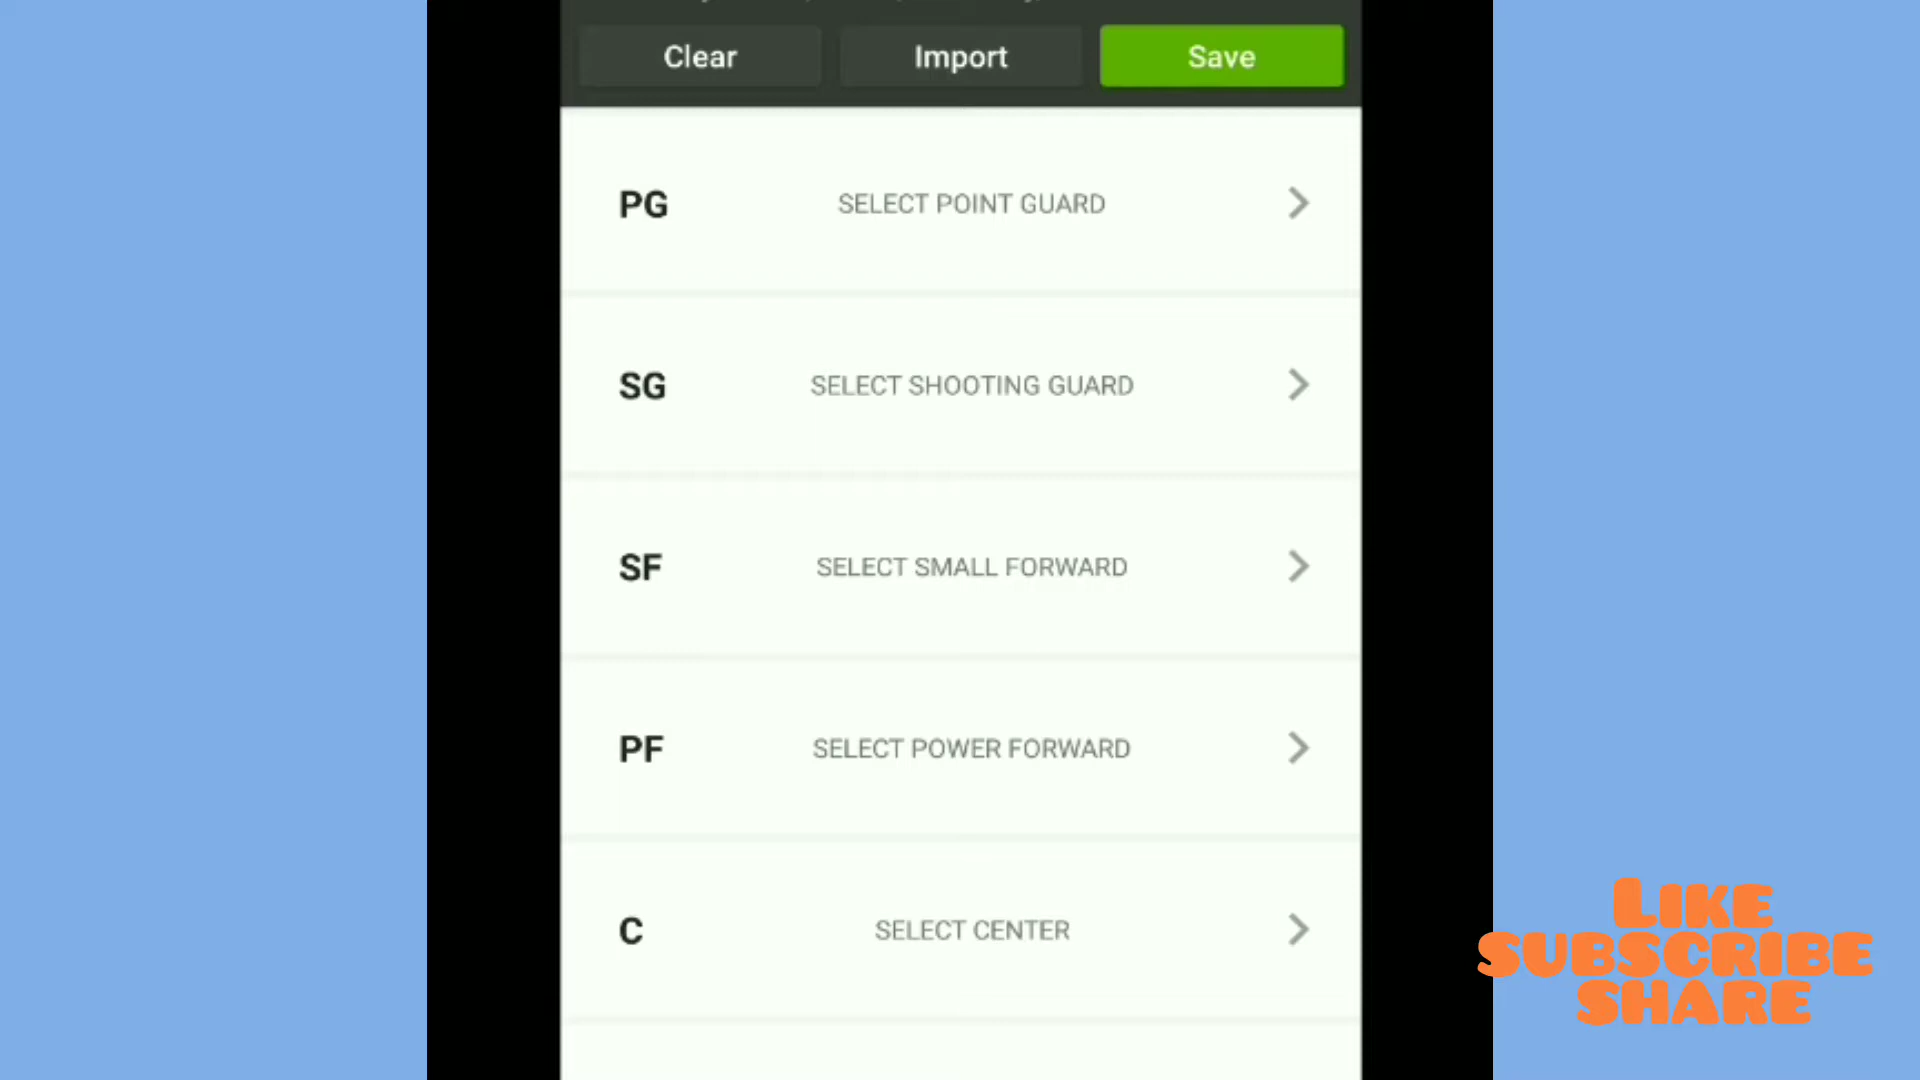 Clear Import Save
PG SELECT POINT GUARD
SG SELECT SHOOTING GUARD
SF SELECT SMALL FORWARD
PF SELECT POWER FORWARD
C SELECT CENTER
LIKE
SUBSCRIBE
SHARE